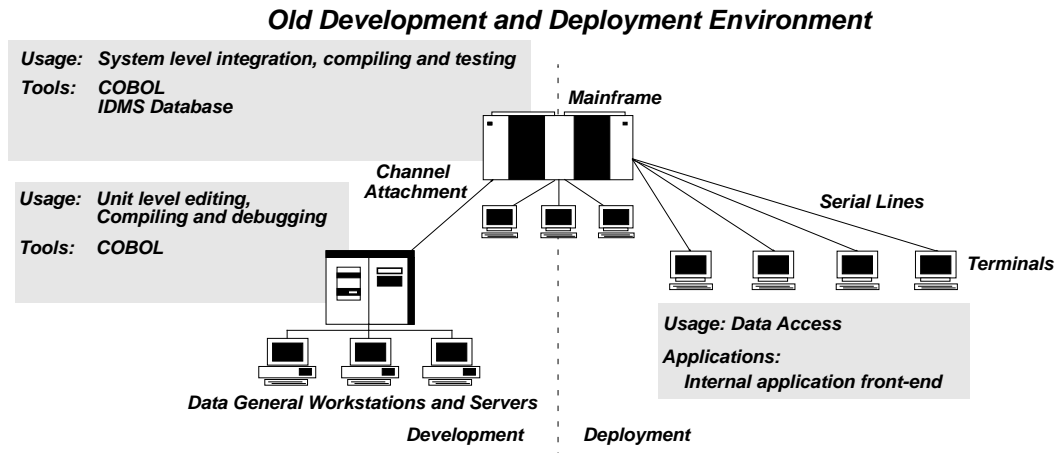 Old Development and Deployment Environment
Usage: System level integration, compiling and testing
Tools: COBOL
IDMS Database
Mainframe
Channel
Attachment
Usage: Unit level editing,
Compiling and debugging
Tools: COBOL
Serial Lines
Terminals
Usage: Data Access
Applications:
Internal application front-end
Data General Workstations and Servers
Development
Deployment